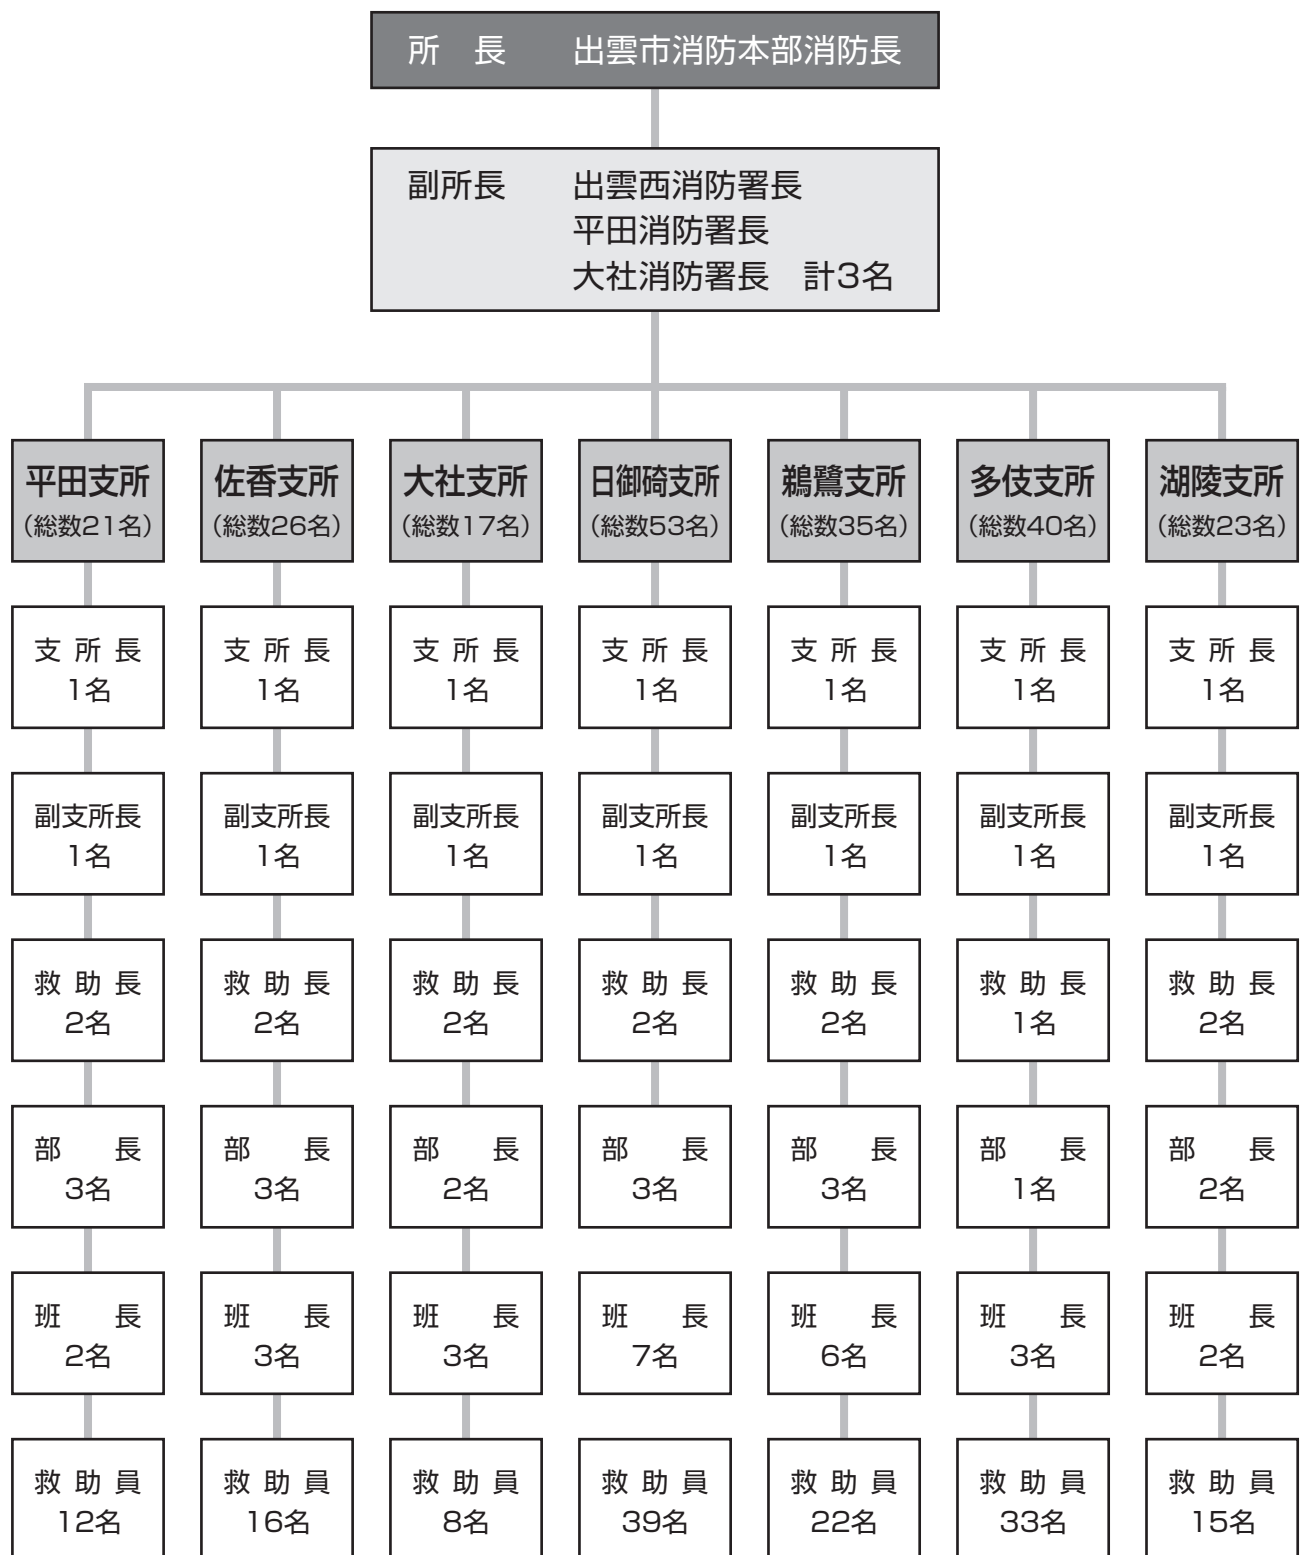 所　長　　出雲市消防本部消防長
副所長　　出雲西消防署長
平田消防署長
大社消防署長　計3名
平田支所
（総数21名）
佐香支所
（総数26名）
大社支所
（総数17名）
日御碕支所
（総数53名）
鵜鷺支所
（総数35名）
多伎支所
（総数40名）
湖陵支所
（総数23名）
支所長
1名
支所長
1名
支所長
1名
支所長
1名
支所長
1名
支所長
1名
支所長
1名
副支所長
1名
副支所長
1名
副支所長
1名
副支所長
1名
副支所長
1名
副支所長
1名
副支所長
1名
救助長
2名
救助長
2名
救助長
2名
救助長
2名
救助長
2名
救助長
1名
救助長
2名
部　長
3名
部　長
3名
部　長
2名
部　長
3名
部　長
3名
部　長
1名
部　長
2名
班　長
2名
班　長
3名
班　長
3名
班　長
7名
班　長
6名
班　長
3名
班　長
2名
救助員
12名
救助員
16名
救助員
8名
救助員
39名
救助員
22名
救助員
33名
救助員
15名